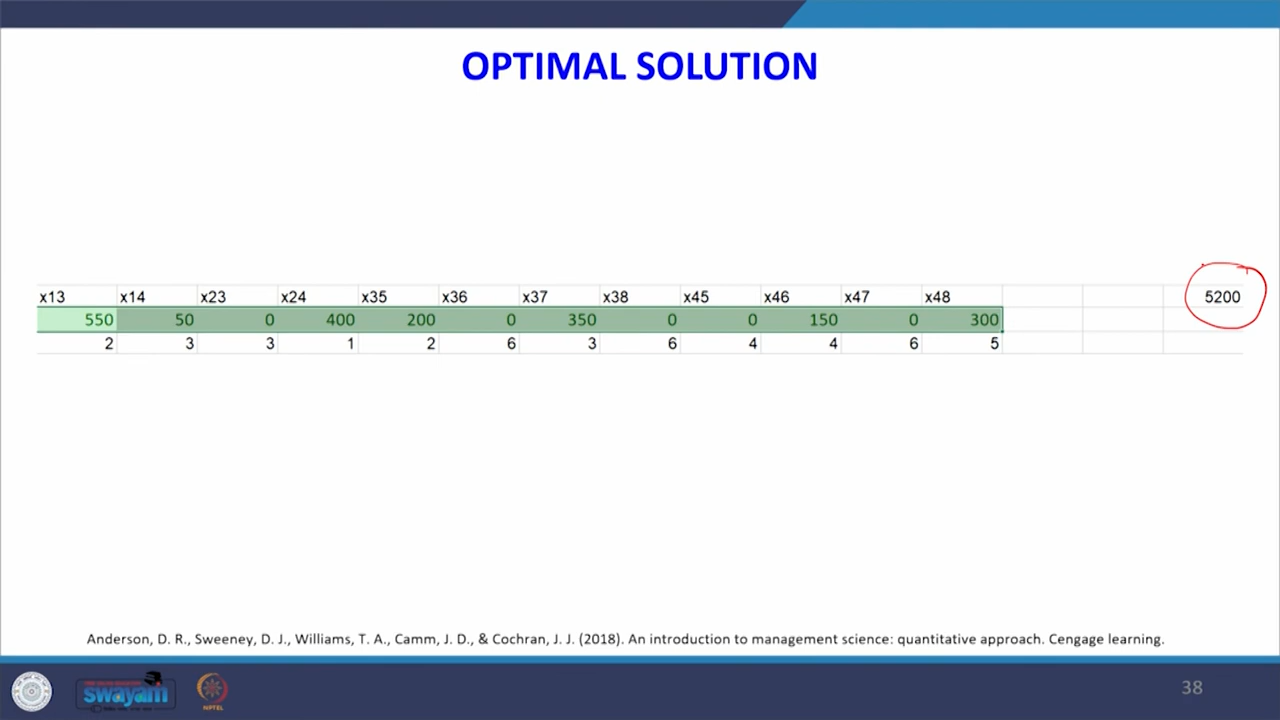 OPTIMAL SOLUTION
x13 x14 x23 x24 x35 x36 x37 x38 x45 x46 x47 x48 5200
550 50 0 400 200 0 350 0 0 150 0 300
2 3 3 1 2 6 3 6 4 4 6 5
Anderson, D. R., Sweeney, D. J., Williams, T. A., Camm, J. D., & Cochran, J. J. (2018). An introduction to management science: quantitative approach. Cengage learning.
swayam
NPTEL
38